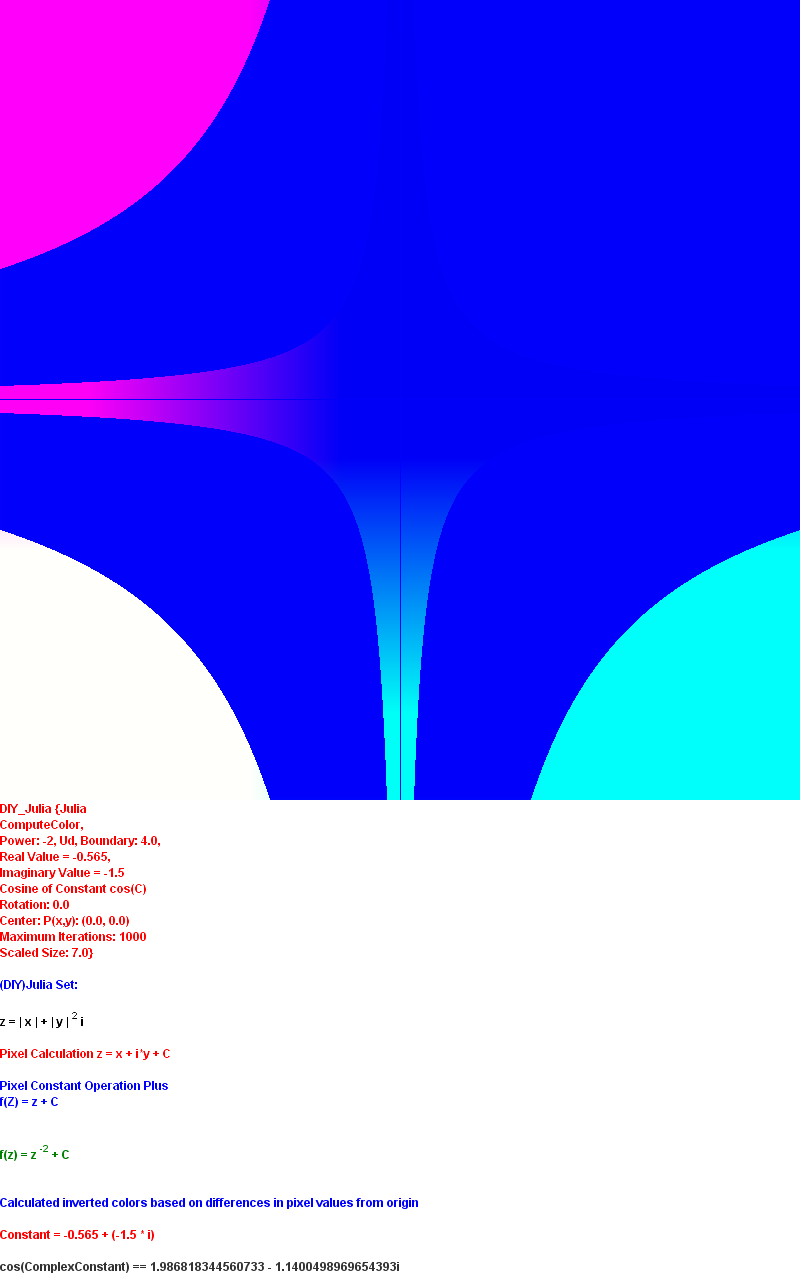 DIY_Julia {Julia
ComputeColor,
Power: -2, Ud, Boundary: 4.0,
Real Value = -0.565,
Imaginary Value = -1.5
Cosine of Constant cos(C)
Rotation: 0.0
Center: P(x,y): (0.0, 0.0)
Maximum Iterations: 1000
Scaled Size: 7.0}
(DIY)Julia Set:
z = | x | + | y | ² i
Pixel Calculation z = x + i*y + C
Pixel Constant Operation Plus
f(Z) = z + C
f(z) = z ⁻² + C
Calculated inverted colors based on differences in pixel values from origin
Constant = -0.565 + (-1.5 * i)
cos(ComplexConstant) == 1.986818344560733 - 1.1400498969654393i